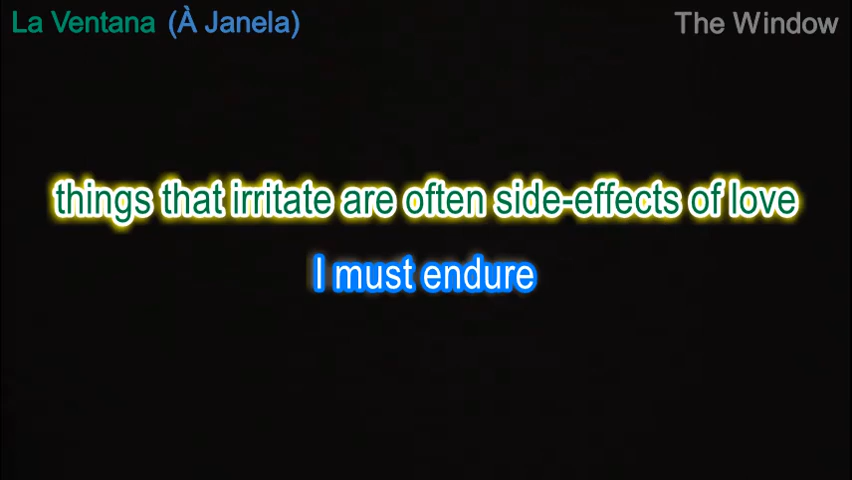 La Ventana (À Janela)
The Window
things that irritate are often side-effects of love
I must endure